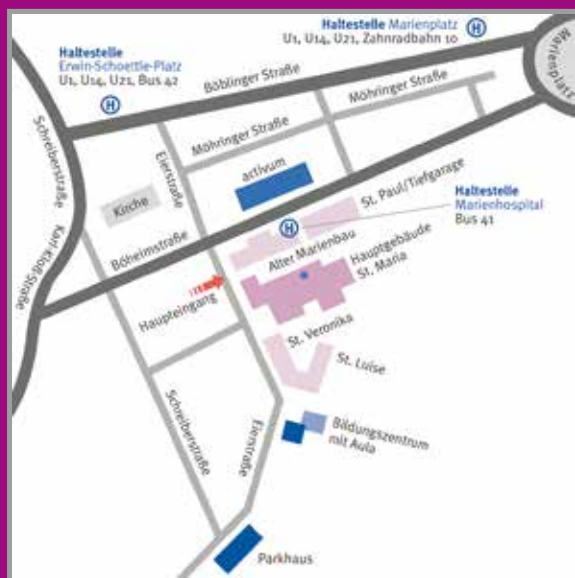 Haltestelle Marienplatz
U1, U14, U21, Zahnradbahn 10
Marienplatz
Haltestelle
Erwin-Schoettle-Platz
U1, U14, U21, Bus 42
H
H
Böblinger Straße
Möhringer Straße
Möhringer Straße
Schreiberstraße
Eierstraße
activum
Kirche
St. Paul/Tiefgarage
Haltestelle
Marienhospital
Bus 41
H
Karl-Kloß-Straße
Böheimstraße
Alter Marienbau
Hauptgebäude
St. Maria
Haupteingang
St. Veronika
St. Luise
Schreiberstraße
Eierstraße
Bildungszentrum
mit Aula
Parkhaus